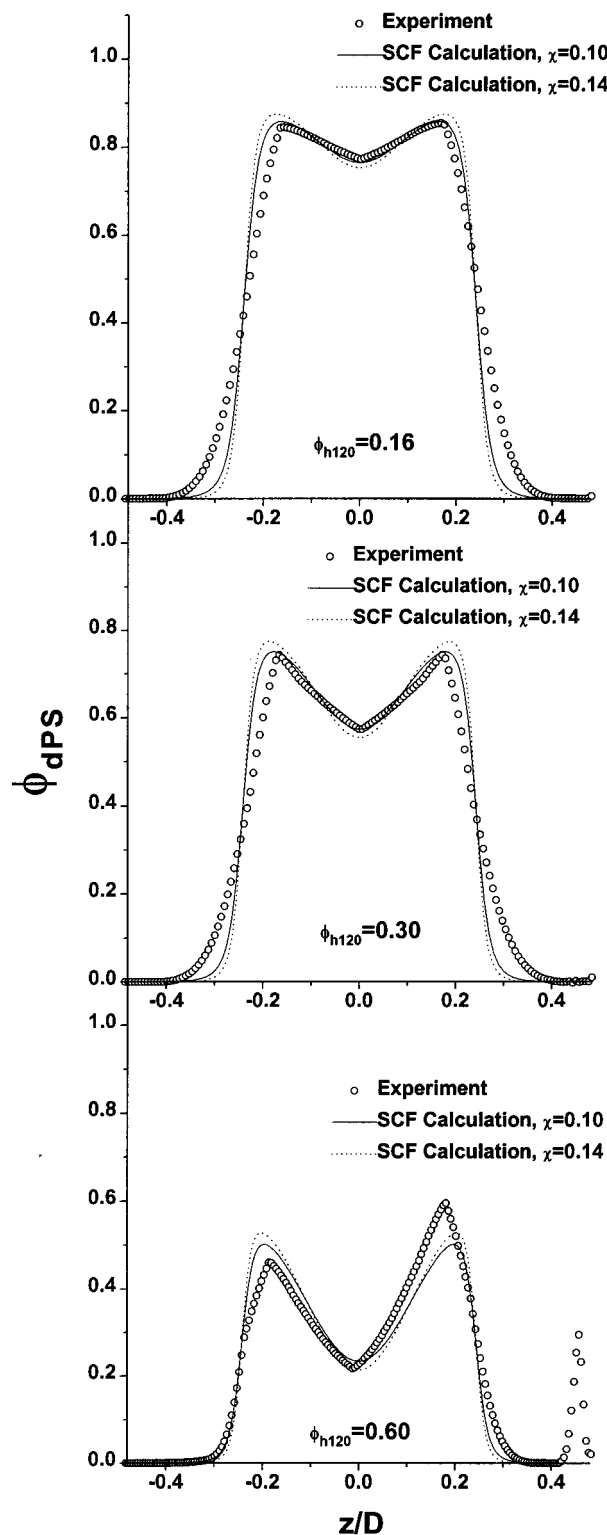 Experiment
SCF Calculation, χ=0.10
SCF Calculation, χ=0.14
1.0
0.8
0.6
0.4
0.2
0.0
ϕh120=0.16
-0.4 -0.2 0.0 0.2 0.4
Experiment
SCF Calculation, χ=0.10
SCF Calculation, χ=0.14
1.0
0.8
0.6
0.4
0.2
0.0
ϕh120=0.30
-0.4 -0.2 0.0 0.2 0.4
ϕdPS
Experiment
SCF Calculation, χ=0.10
SCF Calculation, χ=0.14
1.0
0.8
0.6
0.4
0.2
0.0
ϕh120=0.60
-0.4 -0.2 0.0 0.2 0.4
z/D